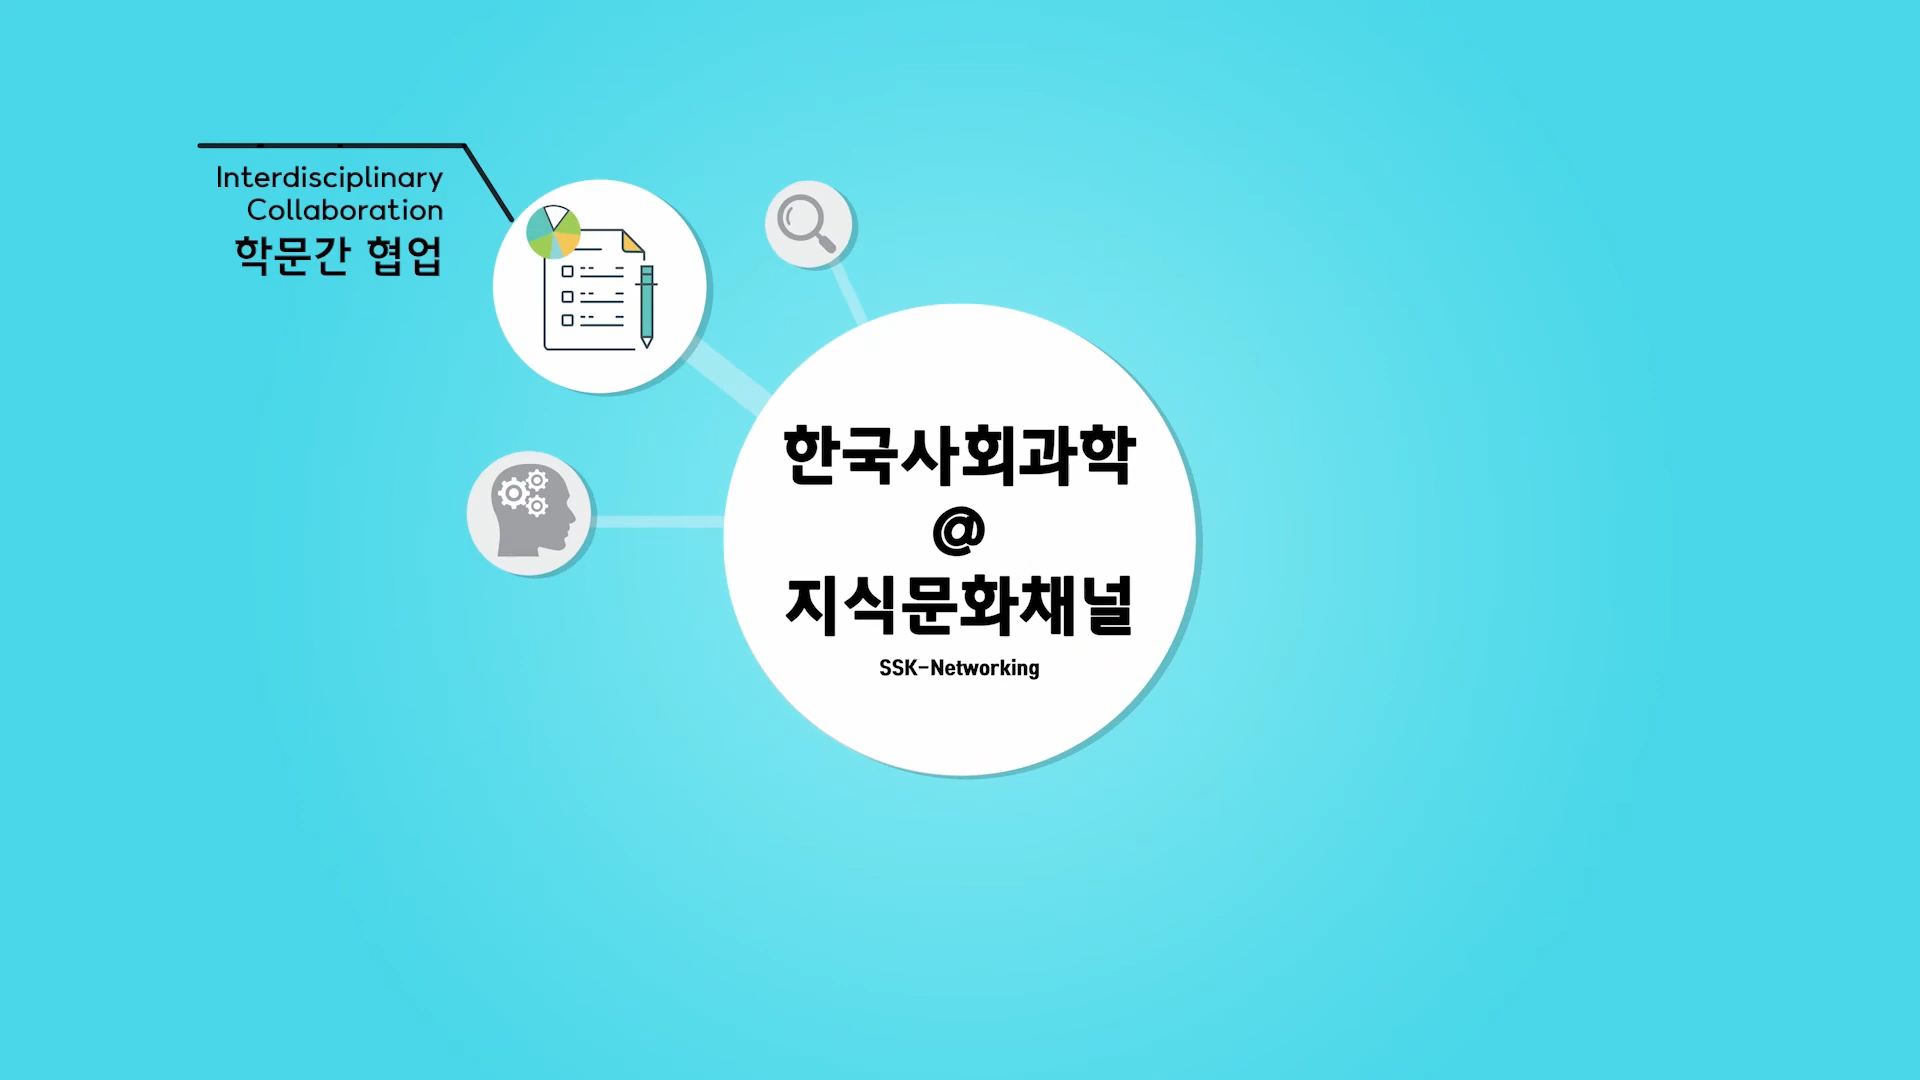 Interdisciplinary
Collaboration
학문간 협업
한국사회과학
@
지식문화채널
SSK-Networking